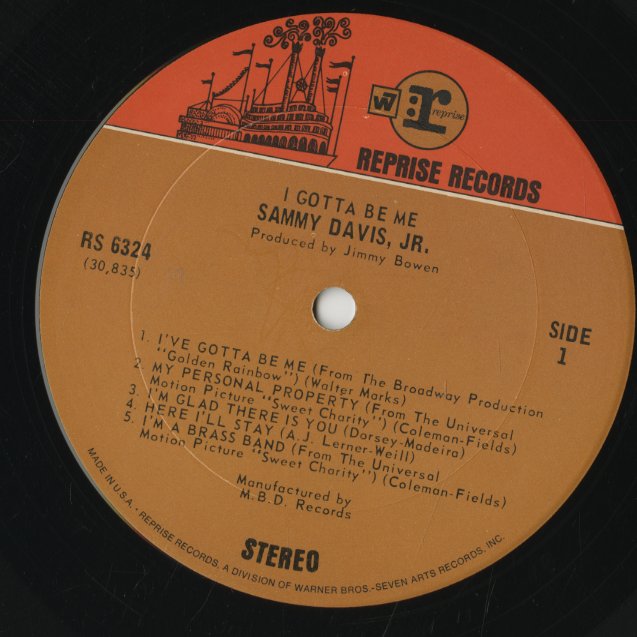 W
r
reprise
REPRISE RECORDS
I GOTTA BE ME
SAMMY DAVIS, JR.
Produced by Jimmy Bowen
RS 6324
(30,835)
SIDE
1
1. I'VE GOTTA BE ME (From The Broadway Production
"Golden Rainbow") (Walter Marks)
2. MY PERSONAL PROPERTY (From The Universal
Motion Picture "Sweet Charity") (Coleman-Fields)
3. I'M GLAD THERE IS YOU (Dorsey-Madeira)
4. HERE I'LL STAY (A.J. Lerner-Weill)
5. I'M A BRASS BAND (From The Universal
Motion Picture "Sweet Charity") (Coleman-Fields)
Manufactured by
M.B.D. Records
STEREO
MADE IN U.S.A. - REPRISE RECORDS, A DIVISION OF WARNER BROS.-SEVEN ARTS RECORDS, INC.